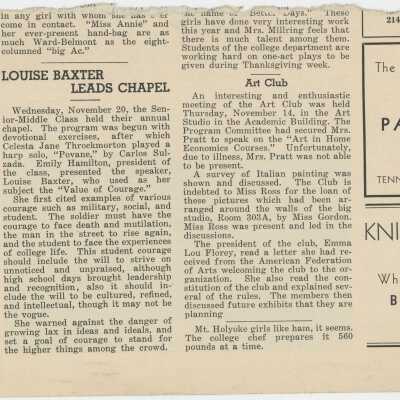 in any girl with whom she has
come in contact. "Miss Annie" and
her ever-present hand-bag are as
much Ward-Belmont as the eight-
columned "big Ac."
LOUISE BAXTER
LEADS CHAPEL
Wednesday, November 20, the Sen-
ior-Middle Class held their annual
chapel. The program was begun with
devotional exercises, after which
Celesta Jane Throckmorton played a
harp solo, "Povane," by Carlos Sul-
zada. Emily Hamilton, president of
the class, presented the speaker,
Louise Baxter, who used as her
subject the "Value of Courage."
She first cited examples of various
courage such as military, social, and
student. The soldier must have the
courage to face death and mutilation,
the man in the street to rise again,
and the student to face the experiences
of college life. This student courage
should include the will to strive on
unnoticed and unpraised, although
high school days brought leadership
and recognition, also it should in-
clude the will to be cultured, refined,
and intellectual, though it may not be
the vogue.
She warned against the danger of
growing lax in ideas and ideals, and
set a goal of courage to stand for
the higher things among the crowd.
name of "Better Days." These
girls have done very interesting work
this year and Mrs. Millring feels that
there is much talent among them.
Students of the college department are
working hard on one-act plays to be
given during Thanksgiving week.
Art Club
An interesting and enthusiastic
meeting of the Art Club was held
Thursday, November 14, in the Art
Studio in the Academic Building. The
Program Committee had secured Mrs.
Pratt to speak on the "Art in Home
Economics Courses." Unfortunately,
due to illness, Mrs. Pratt was not able
to be present.
A survey of Italian painting was
shown and discussed. The Club is
indebted to Miss Ross for the loan of
these pictures which had been ar-
ranged around the walls of the big
studio, Room 303A, by Miss Gordon.
Miss Ross was present and led in the
discussions.
The president of the club, Emma
Lou Florey, read a letter she had re-
ceived from the American Federation
of Arts welcoming the club to the or-
ganization. She also read the con-
stitution of the club and explained sev-
eral of the rules. The members then
discussed future exhibits that they are
planning
Mt. Holyoke girls like ham, it seems.
The college chef prepares it 560
pounds at a time.
214
The
PA
TENN
KNI
Wh
B